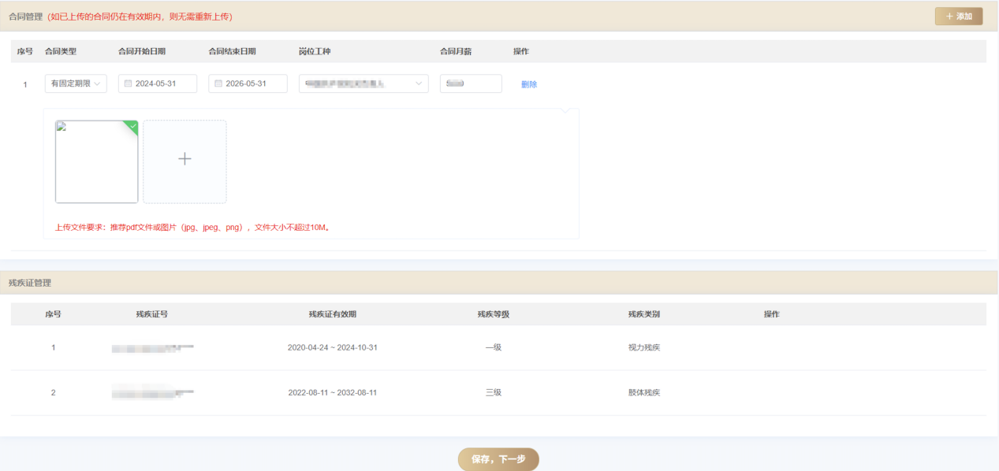 合同管理（如已上传的合同仍在有效期内，则无需重新上传）
+ 添加
序号 合同类型 合同开始日期 合同结束日期 岗位工种 合同月薪 操作
1 有固定期限 2024-05-31 2026-05-31 删除
上传文件要求：推荐pdf文件或图片（jpg、jpeg、png），文件大小不超过10M。
残疾证管理
序号 残疾证号 残疾证有效期 残疾等级 残疾类别 操作
1 2020-04-24 ~ 2024-10-31 一级 视力残疾
2 2022-08-11 ~ 2032-08-11 三级 肢体残疾
保存，下一步